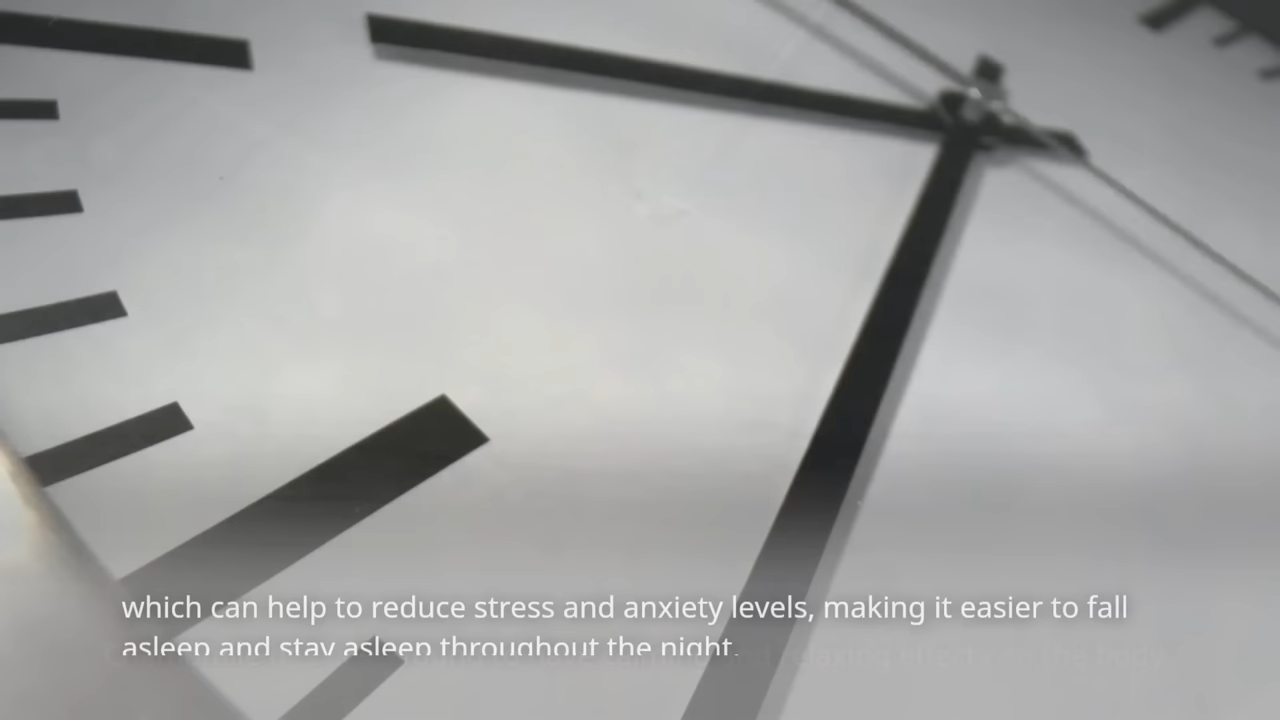 which can help to reduce stress and anxiety levels, making it easier to fall
asleep and stay asleep throughout the night.